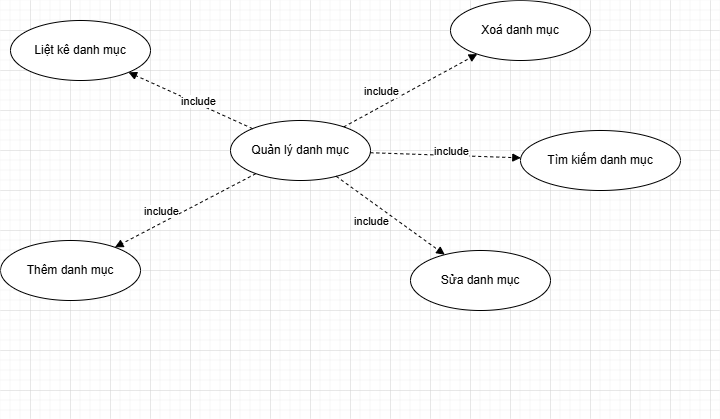 Xoá danh mục
Liệt kê danh mục
include
include
Quản lý danh mục
include
Tìm kiếm danh mục
include
include
Thêm danh mục
Sửa danh mục